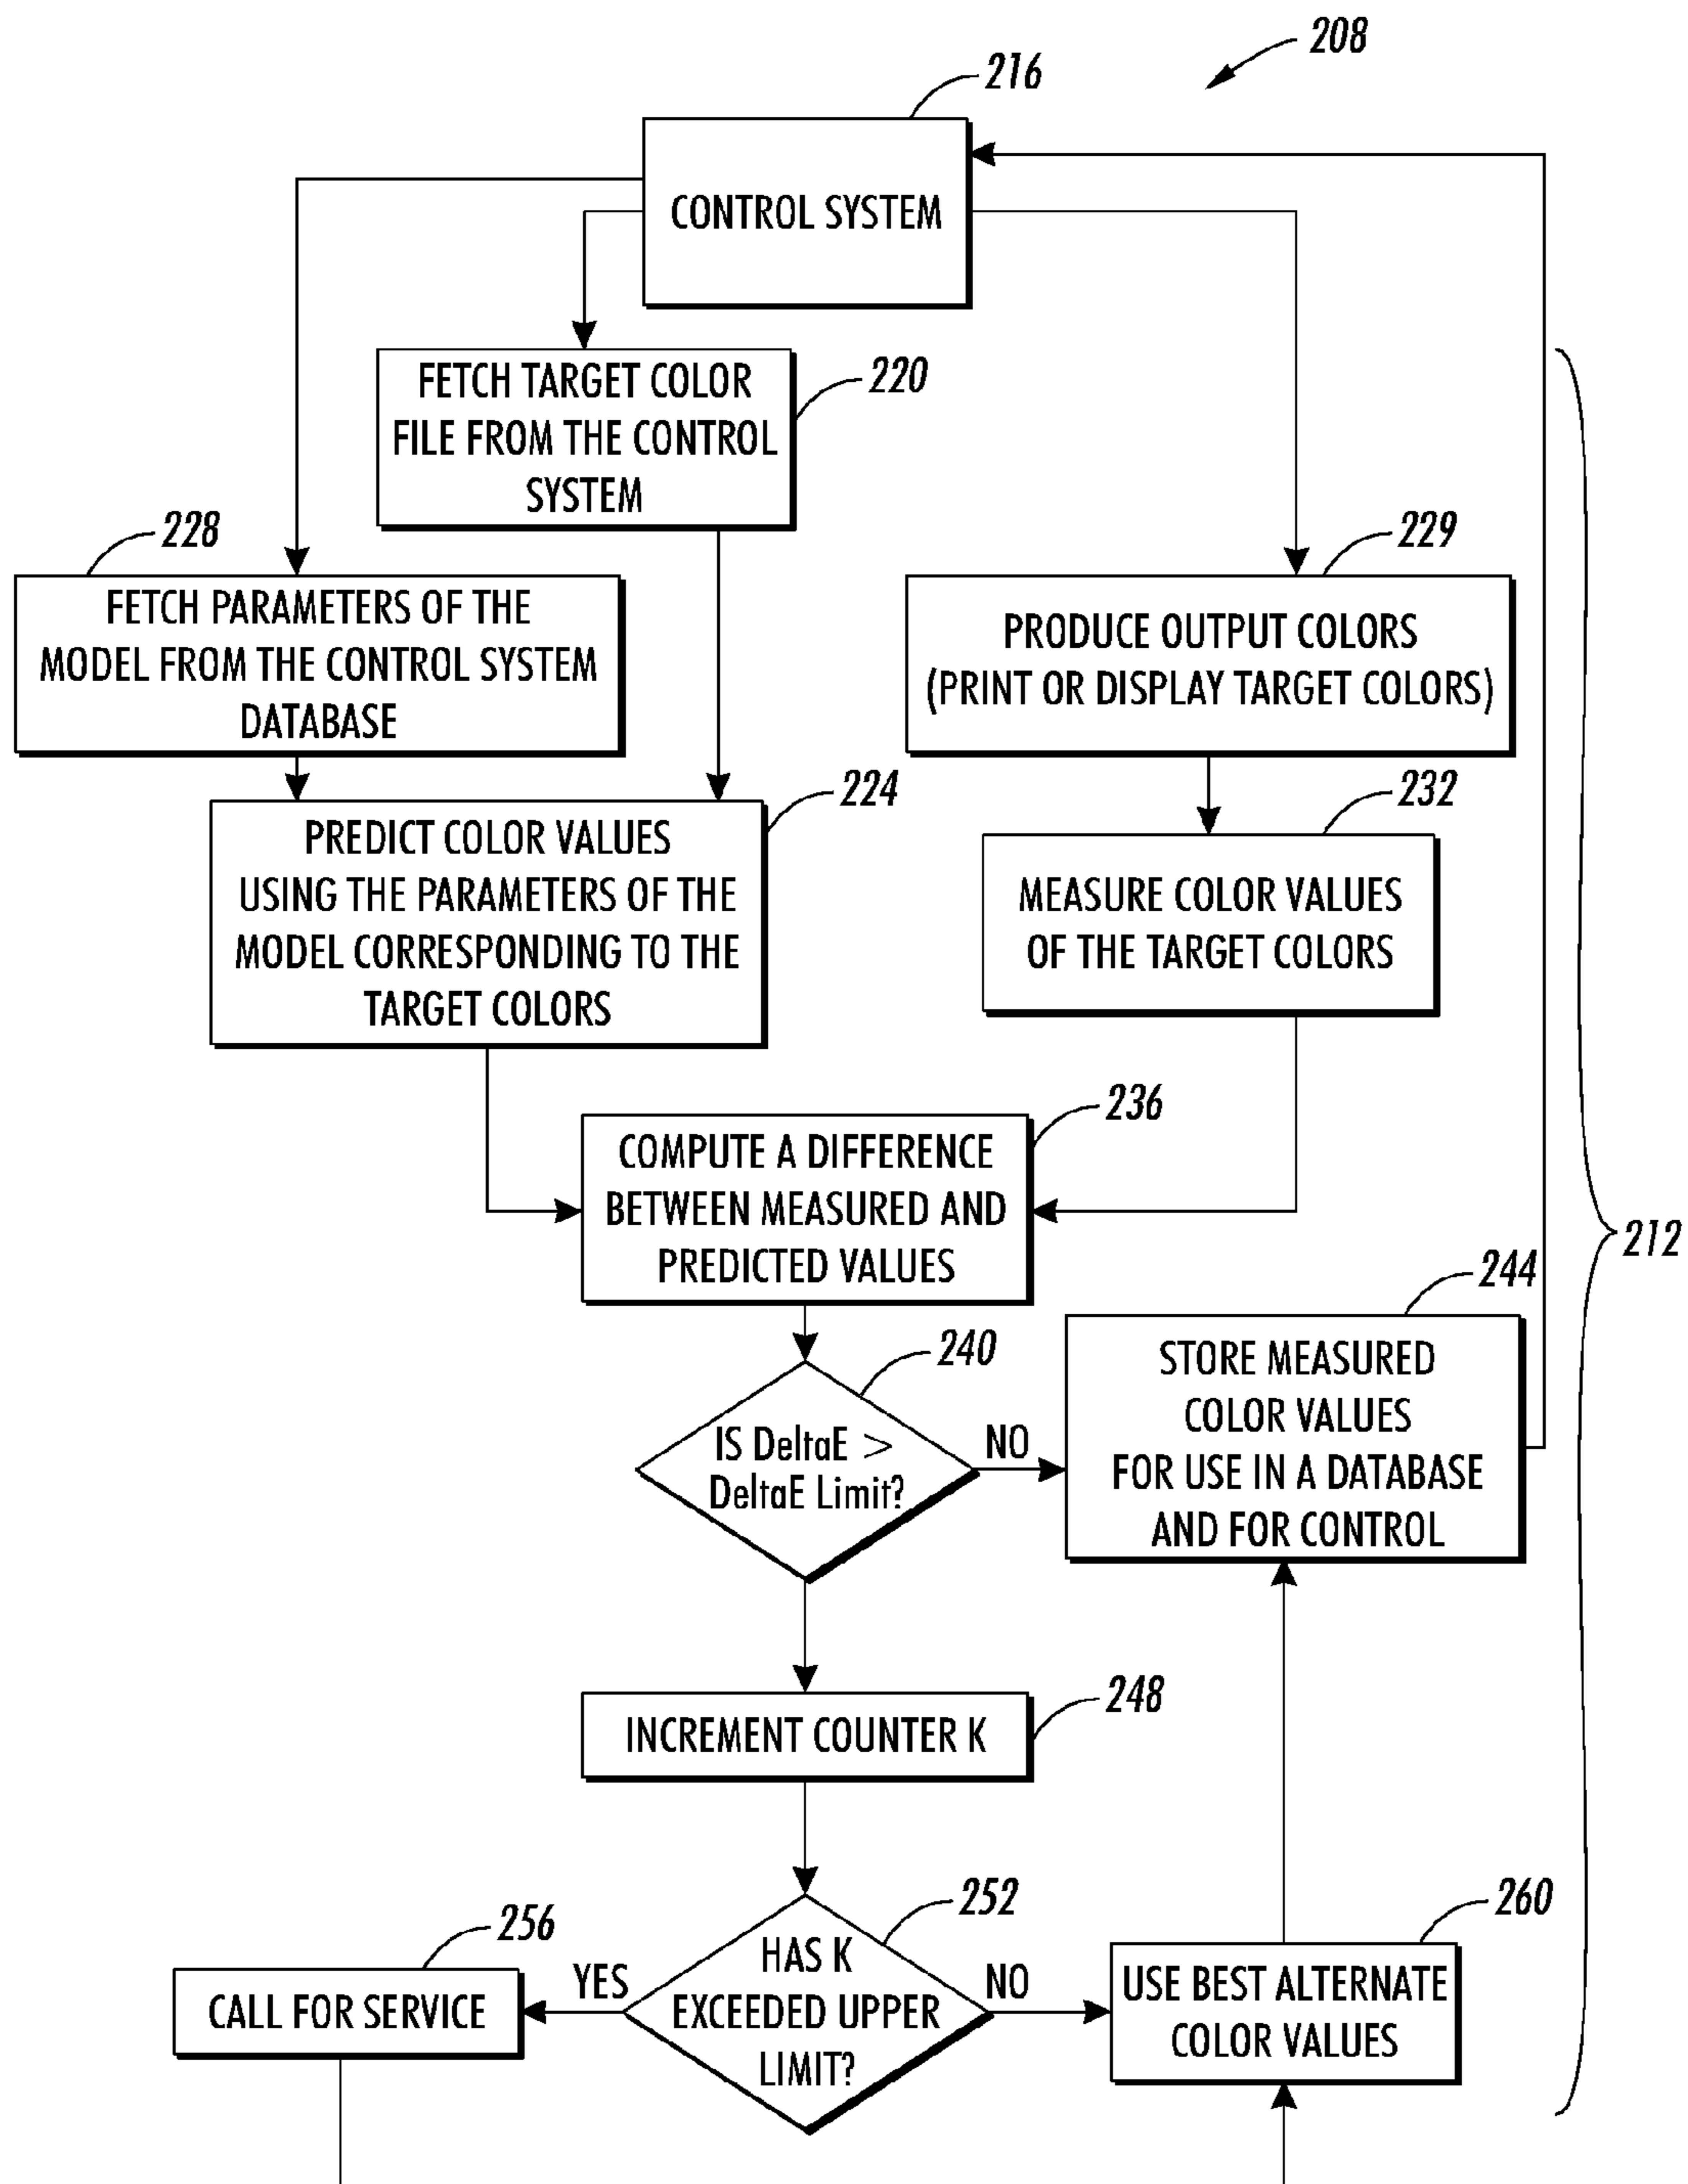 208
216
CONTROL SYSTEM
FETCH TARGET COLOR
FILE FROM THE CONTROL
SYSTEM
220
228
FETCH PARAMETERS OF THE
MODEL FROM THE CONTROL SYSTEM
DATABASE
229
PRODUCE OUTPUT COLORS
(PRINT OR DISPLAY TARGET COLORS)
224
PREDICT COLOR VALUES
USING THE PARAMETERS OF THE
MODEL CORRESPONDING TO THE
TARGET COLORS
232
MEASURE COLOR VALUES
OF THE TARGET COLORS
236
COMPUTE A DIFFERENCE
BETWEEN MEASURED AND
PREDICTED VALUES
212
240
IS DeltaE >
DeltaE Limit?
NO
244
STORE MEASURED
COLOR VALUES
FOR USE IN A DATABASE
AND FOR CONTROL
248
INCREMENT COUNTER K
252
HAS K
EXCEEDED UPPER
LIMIT?
YES
NO
256
CALL FOR SERVICE
260
USE BEST ALTERNATE
COLOR VALUES